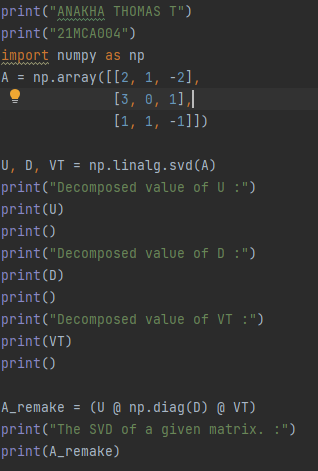 print("ANAKHA THOMAS T")
print("21MCA004")
import numpy as np
A = np.array([[2, 1, -2],
              [3, 0, 1],
              [1, 1, -1]])
U, D, VT = np.linalg.svd(A)
print("Decomposed value of U :")
print(U)
print()
print("Decomposed value of D :")
print(D)
print()
print("Decomposed value of VT :")
print(VT)
print()
A_remake = (U @ np.diag(D) @ VT)
print("The SVD of a given matrix. :")
print(A_remake)